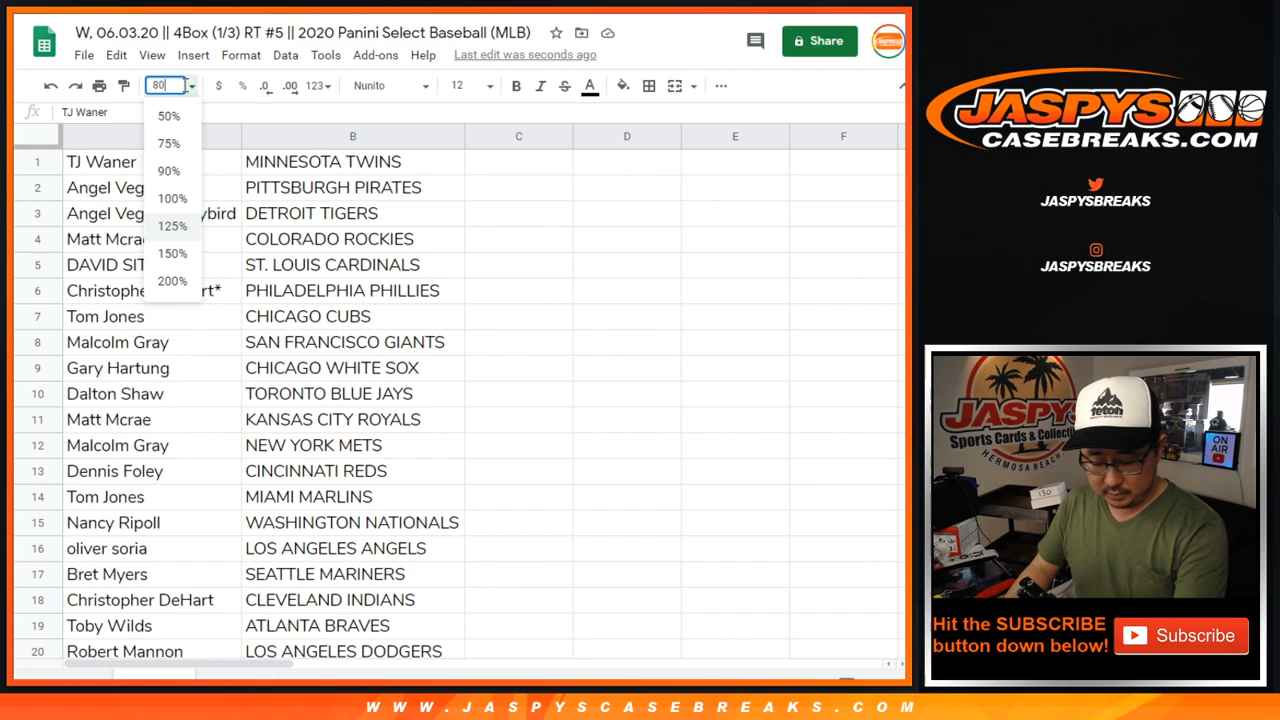 W, 06.03.20 || 4Box (1/3) RT #5 || 2020 Panini Select Baseball (MLB)
File Edit View Insert Format Data Tools Add-ons Help Last edit was seconds ago
Share
80 $ % .0 .00 123 Nunito 12 B I S A
fx TJ Waner
50%
75%
90%
100%
125%
150%
200%
B C D E F
1 TJ Waner MINNESOTA TWINS
2 Angel Veg PITTSBURGH PIRATES
3 Angel Veg ybird DETROIT TIGERS
4 Matt Mcra COLORADO ROCKIES
5 DAVID SIT ST. LOUIS CARDINALS
6 Christophe rt* PHILADELPHIA PHILLIES
7 Tom Jones CHICAGO CUBS
8 Malcolm Gray SAN FRANCISCO GIANTS
9 Gary Hartung CHICAGO WHITE SOX
10 Dalton Shaw TORONTO BLUE JAYS
11 Matt Mcrae KANSAS CITY ROYALS
12 Malcolm Gray NEW YORK METS
13 Dennis Foley CINCINNATI REDS
14 Tom Jones MIAMI MARLINS
15 Nancy Ripoll WASHINGTON NATIONALS
16 oliver soria LOS ANGELES ANGELS
17 Bret Myers SEATTLE MARINERS
18 Christopher DeHart CLEVELAND INDIANS
19 Toby Wilds ATLANTA BRAVES
20 Robert Mannon LOS ANGELES DODGERS
JASPYS
CASEBREAKS.COM
JASPYSBREAKS
JASPYSBREAKS
JASPYS
Sports Cards & Collecti
HERMOSA BEACH
TETON
ON
AIR
130
Hit the SUBSCRIBE
button down below!
Subscribe
WWW.JASPYSCASEBREAKS.COM